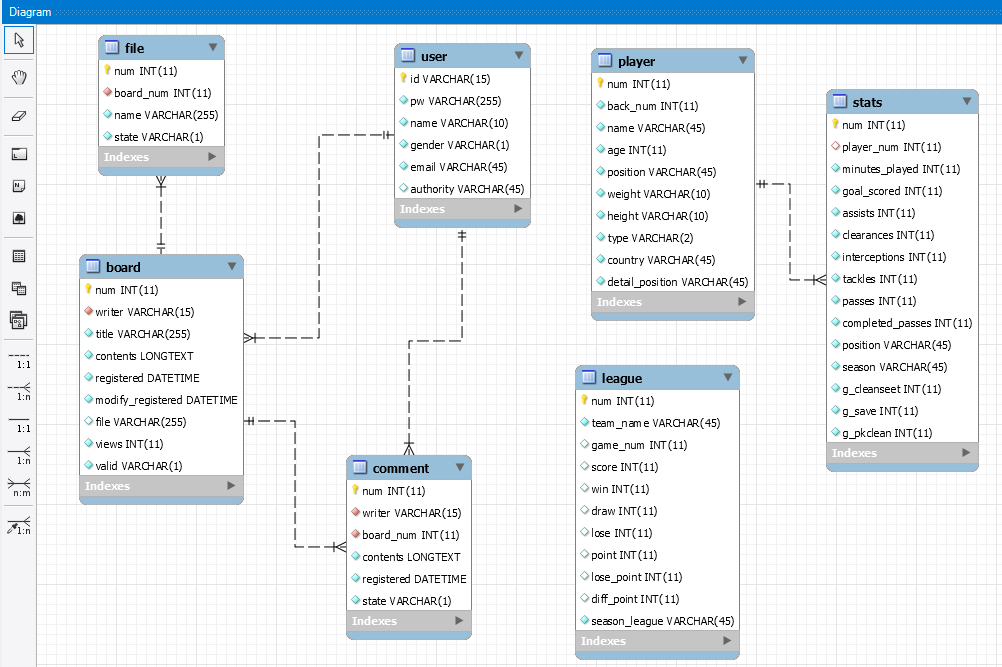 Diagram
1:1
1:n
1:1
1:n
n:m
1:n
file
num INT(11)
board_num INT(11)
name VARCHAR(255)
state VARCHAR(1)
Indexes
user
id VARCHAR(15)
pw VARCHAR(255)
name VARCHAR(10)
gender VARCHAR(1)
email VARCHAR(45)
authority VARCHAR(45)
Indexes
player
num INT(11)
back_num INT(11)
name VARCHAR(45)
age INT(11)
position VARCHAR(45)
weight VARCHAR(10)
height VARCHAR(10)
type VARCHAR(2)
country VARCHAR(45)
detail_position VARCHAR(45)
Indexes
stats
num INT(11)
player_num INT(11)
minutes_played INT(11)
goal_scored INT(11)
assists INT(11)
clearances INT(11)
interceptions INT(11)
tackles INT(11)
passes INT(11)
completed_passes INT(11)
position VARCHAR(45)
season VARCHAR(45)
g_cleanseet INT(11)
g_save INT(11)
g_pkclean INT(11)
Indexes
board
num INT(11)
writer VARCHAR(15)
title VARCHAR(255)
contents LONGTEXT
registered DATETIME
modify_registered DATETIME
file VARCHAR(255)
views INT(11)
valid VARCHAR(1)
Indexes
comment
num INT(11)
writer VARCHAR(15)
board_num INT(11)
contents LONGTEXT
registered DATETIME
state VARCHAR(1)
Indexes
league
num INT(11)
team_name VARCHAR(45)
game_num INT(11)
score INT(11)
win INT(11)
draw INT(11)
lose INT(11)
point INT(11)
lose_point INT(11)
diff_point INT(11)
season_league VARCHAR(45)
Indexes